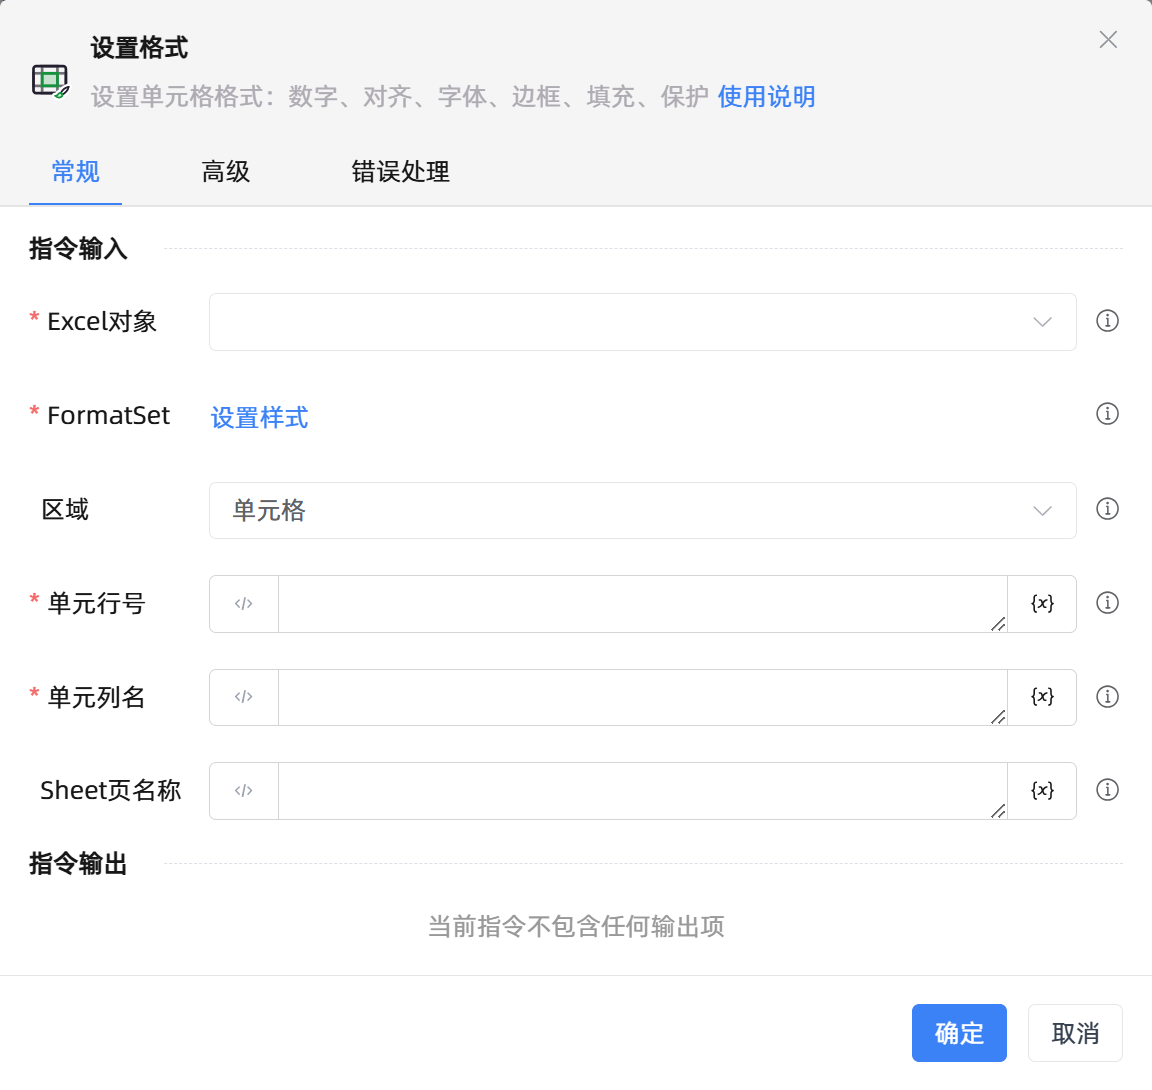 设置格式
设置单元格格式：数字、对齐、字体、边框、填充、保护 使用说明
常规 高级 错误处理
指令输入
* Excel对象
* FormatSet 设置样式
区域 单元格
* 单元行号 </> {x}
* 单元列名 </> {x}
Sheet页名称 </> {x}
指令输出
当前指令不包含任何输出项
确定 取消